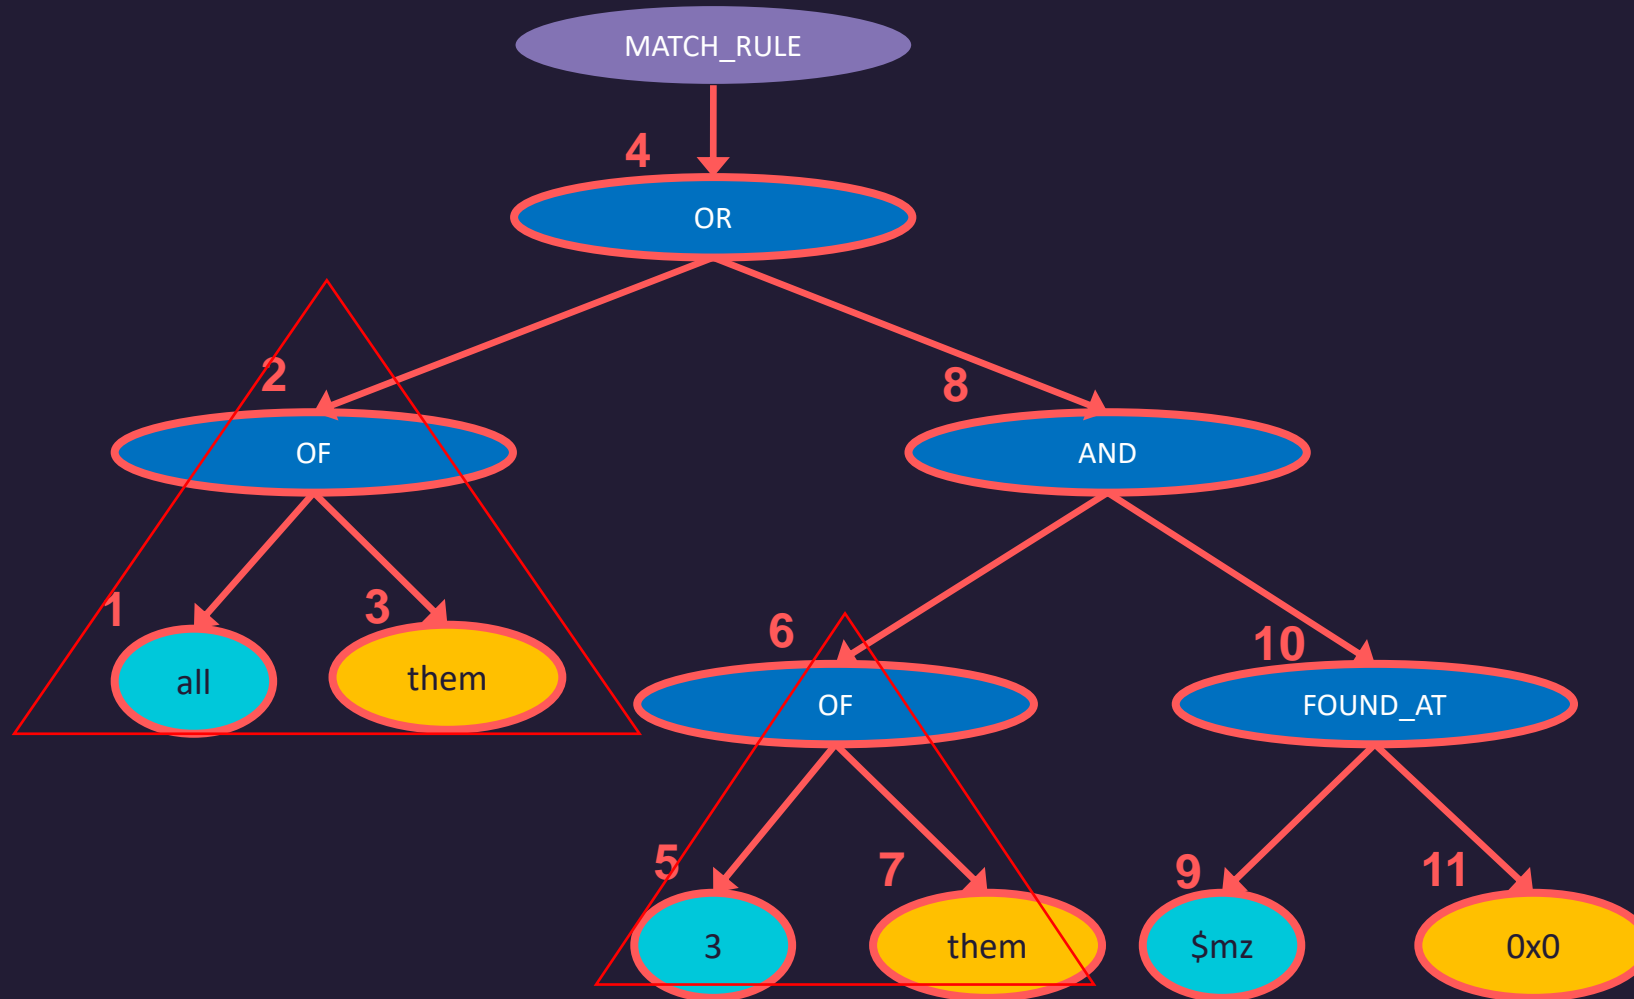 MATCH_RULE
4
OR
2
8
OF
AND
1
3
all
them
6
10
OF
FOUND_AT
5
7
9
11
3
them
$mz
0x0